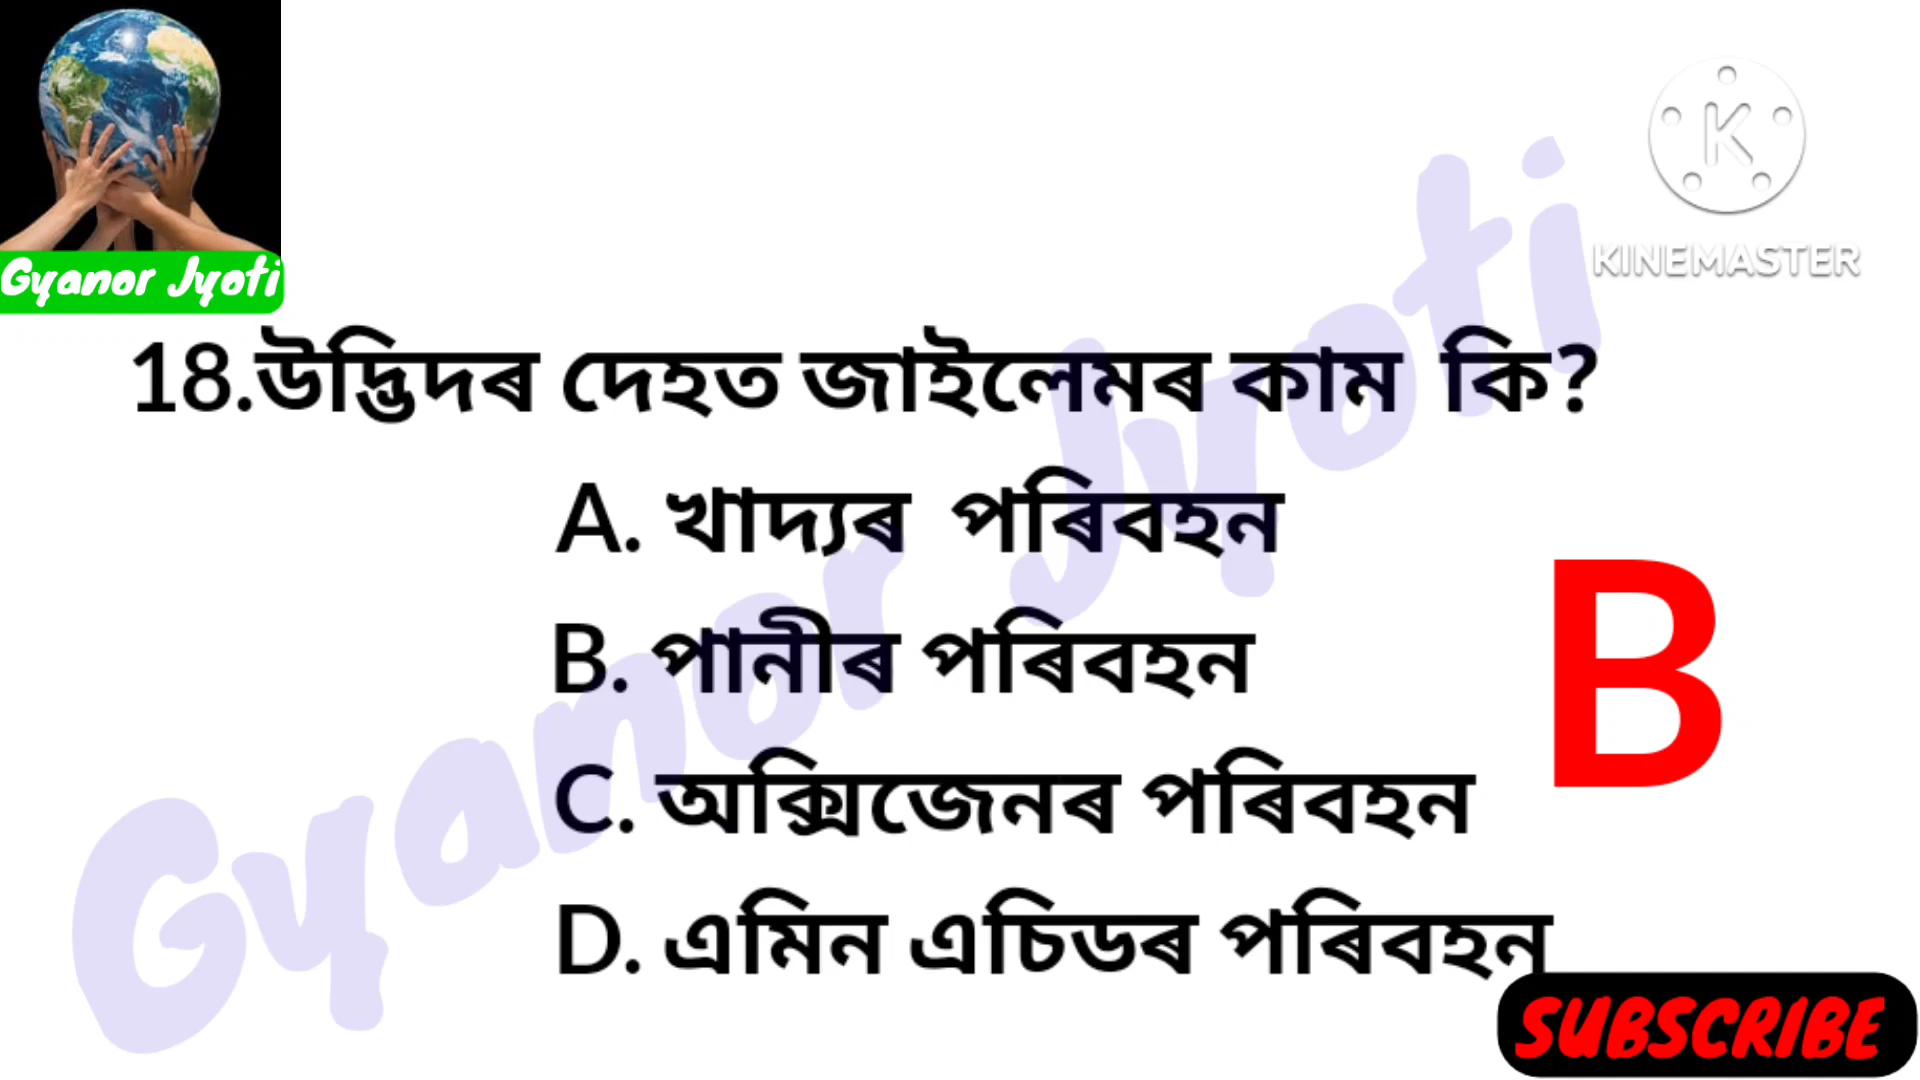 Gyanor Jyoti
K
KINEMASTER
18.উদ্ভিদৰ দেহত জাইলেমৰ কাম কি?
A. খাদ্যৰ পৰিবহন
B. পানীৰ পৰিবহন
B
C. অক্সিজেনৰ পৰিবহন
D. এমিন এচিডৰ পৰিবহন
Gyanor Jyoti
SUBSCRIBE